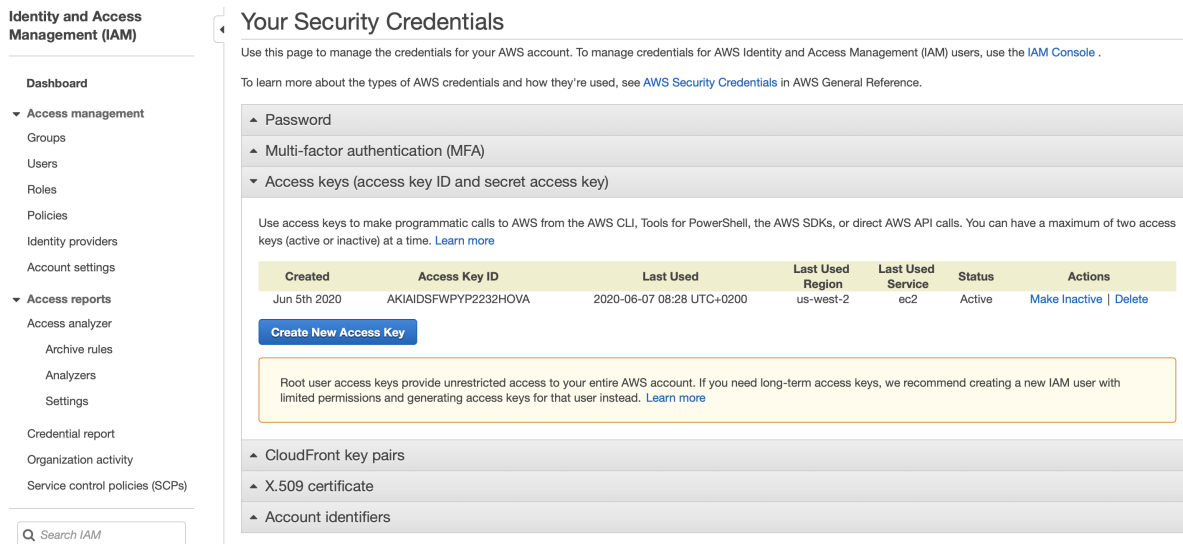 Identity and Access
Management (IAM)
Dashboard
Access management
Groups
Users
Roles
Policies
Identity providers
Account settings
Access reports
Access analyzer
Archive rules
Analyzers
Settings
Credential report
Organization activity
Service control policies (SCPs)
Search IAM
Your Security Credentials
Use this page to manage the credentials for your AWS account. To manage credentials for AWS Identity and Access Management (IAM) users, use the IAM Console .
To learn more about the types of AWS credentials and how they're used, see AWS Security Credentials in AWS General Reference.
Password
Multi-factor authentication (MFA)
Access keys (access key ID and secret access key)
Use access keys to make programmatic calls to AWS from the AWS CLI, Tools for PowerShell, the AWS SDKs, or direct AWS API calls. You can have a maximum of two access
keys (active or inactive) at a time. Learn more
Created Access Key ID Last Used Last Used Region Last Used Service Status Actions
Jun 5th 2020 AKIAIDSFWPYP2232HOVA 2020-06-07 08:28 UTC+0200 us-west-2 ec2 Active Make Inactive | Delete
Create New Access Key
Root user access keys provide unrestricted access to your entire AWS account. If you need long-term access keys, we recommend creating a new IAM user with
limited permissions and generating access keys for that user instead. Learn more
CloudFront key pairs
X.509 certificate
Account identifiers